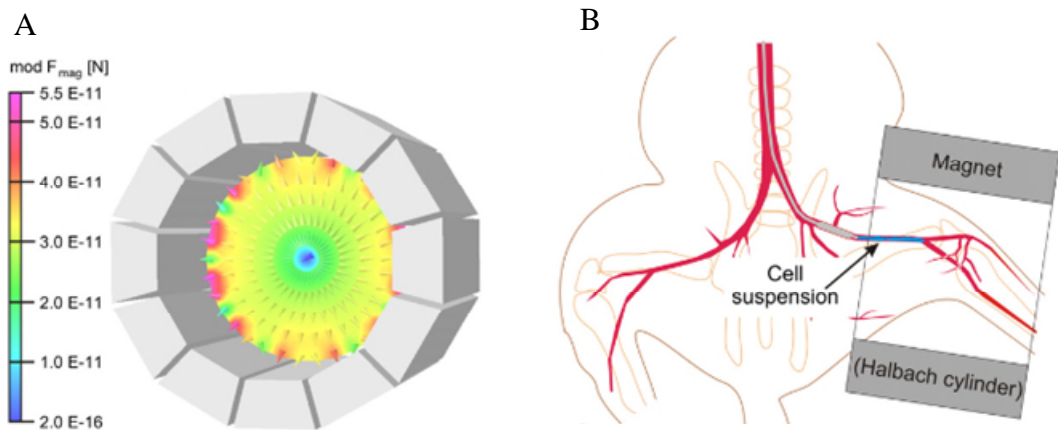 A
mod F_mag [N]
5.5 E-11
5.0 E-11
4.0 E-11
3.0 E-11
2.0 E-11
1.0 E-11
2.0 E-16
B
Magnet
Cell
suspension
(Halbach cylinder)